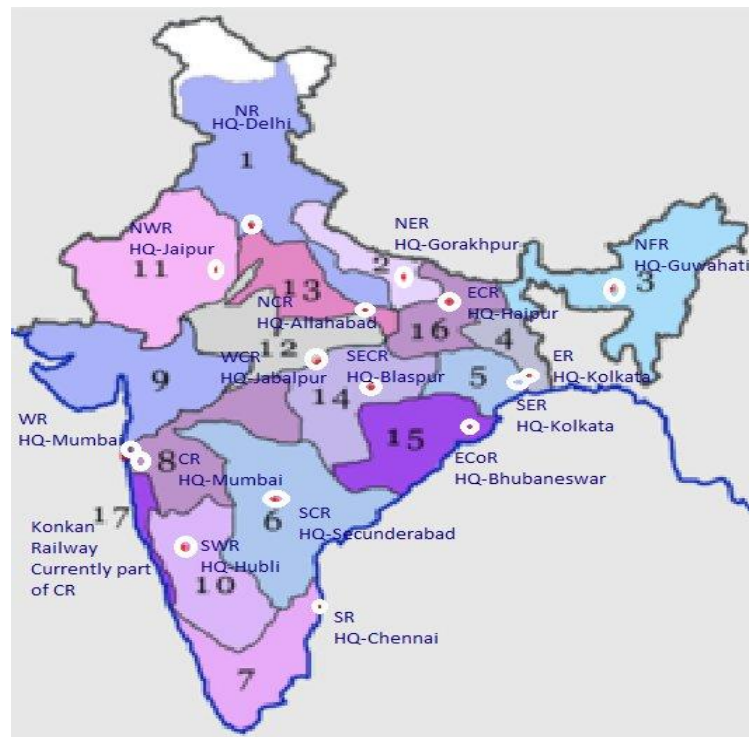 NR
HQ-Delhi
1
NWR
HQ-Jaipur
11
NER
HQ-Gorakhpur
2
NFR
HQ-Guwahati
3
13
NCR
HQ-Allahabad
ECR
HQ-Hajpur
16
4
12
WCR
HQ-Jabalpur
SECR
HQ-Blaspur
14
ER
HQ-Kolkata
5
SER
HQ-Kolkata
9
WR
HQ-Mumbai
8
CR
HQ-Mumbai
15
ECoR
HQ-Bhubaneswar
17
Konkan
Railway
Currently part
of CR
6
SCR
HQ-Secunderabad
SWR
HQ-Hubli
10
SR
HQ-Chennai
7